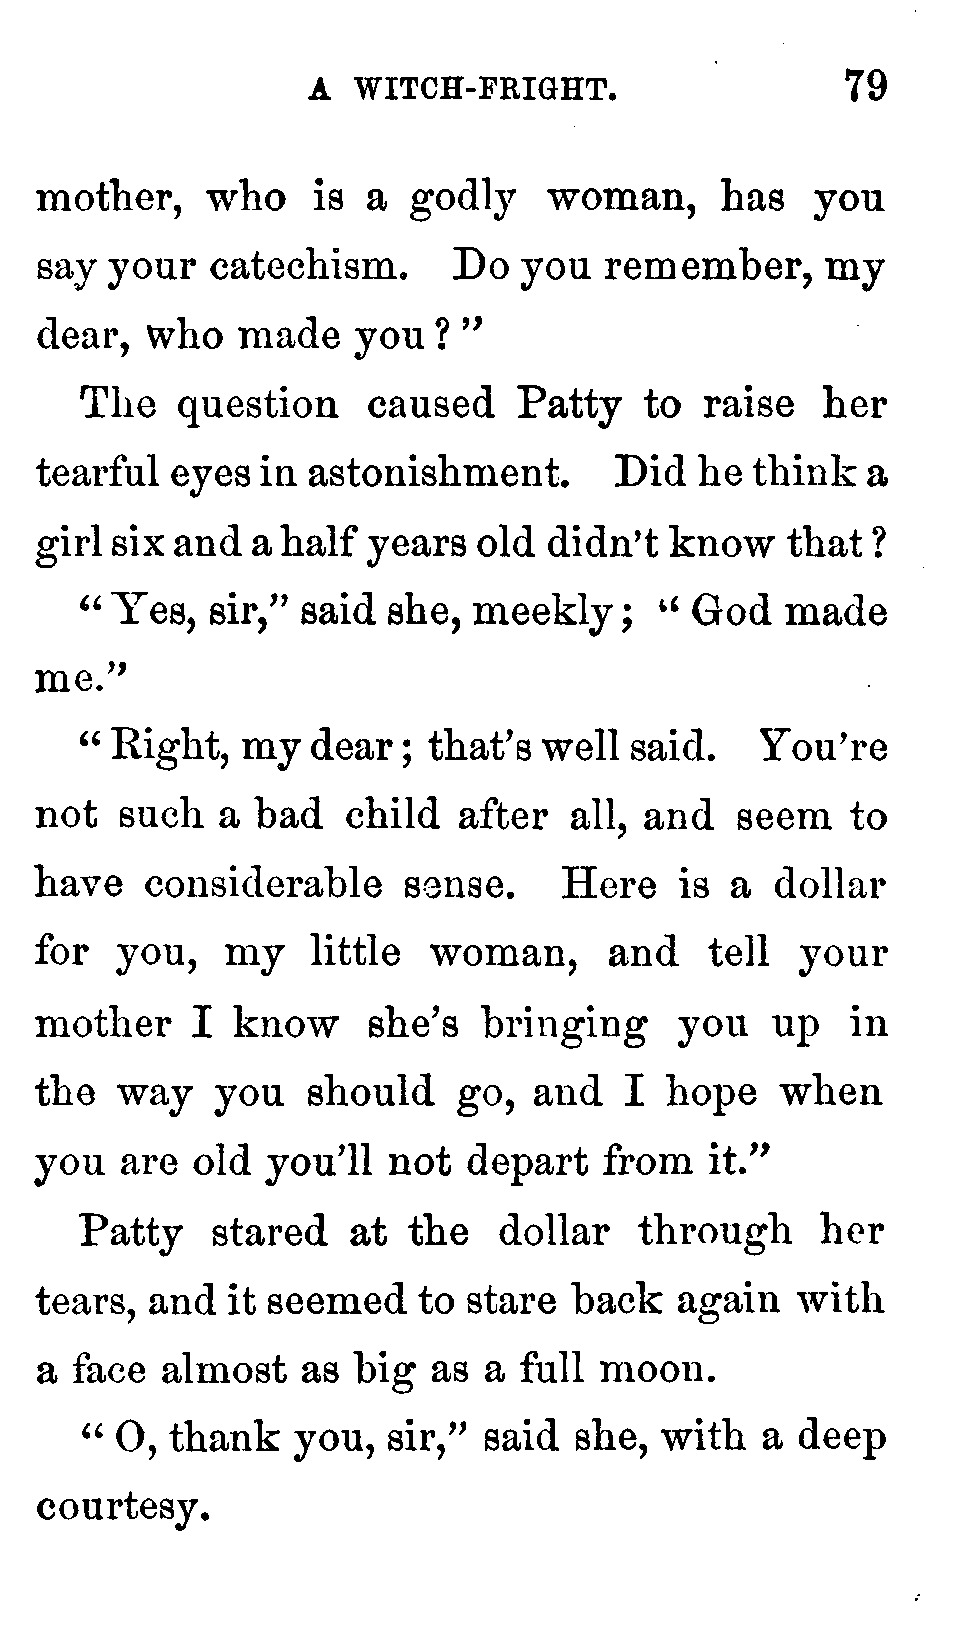 A WITCH-FRIGHT. 79
mother, who is a godly woman, has you
say your catechism. Do you remember, my
dear, who made you?"
The question caused Patty to raise her
tearful eyes in astonishment. Did he think a
girl six and a half years old didn't know that?
"Yes, sir," said she, meekly; "God made
me."
"Right, my dear; that's well said. You're
not such a bad child after all, and seem to
have considerable sense. Here is a dollar
for you, my little woman, and tell your
mother I know she's bringing you up in
the way you should go, and I hope when
you are old you'll not depart from it."
Patty stared at the dollar through her
tears, and it seemed to stare back again with
a face almost as big as a full moon.
"O, thank you, sir," said she, with a deep
courtesy.